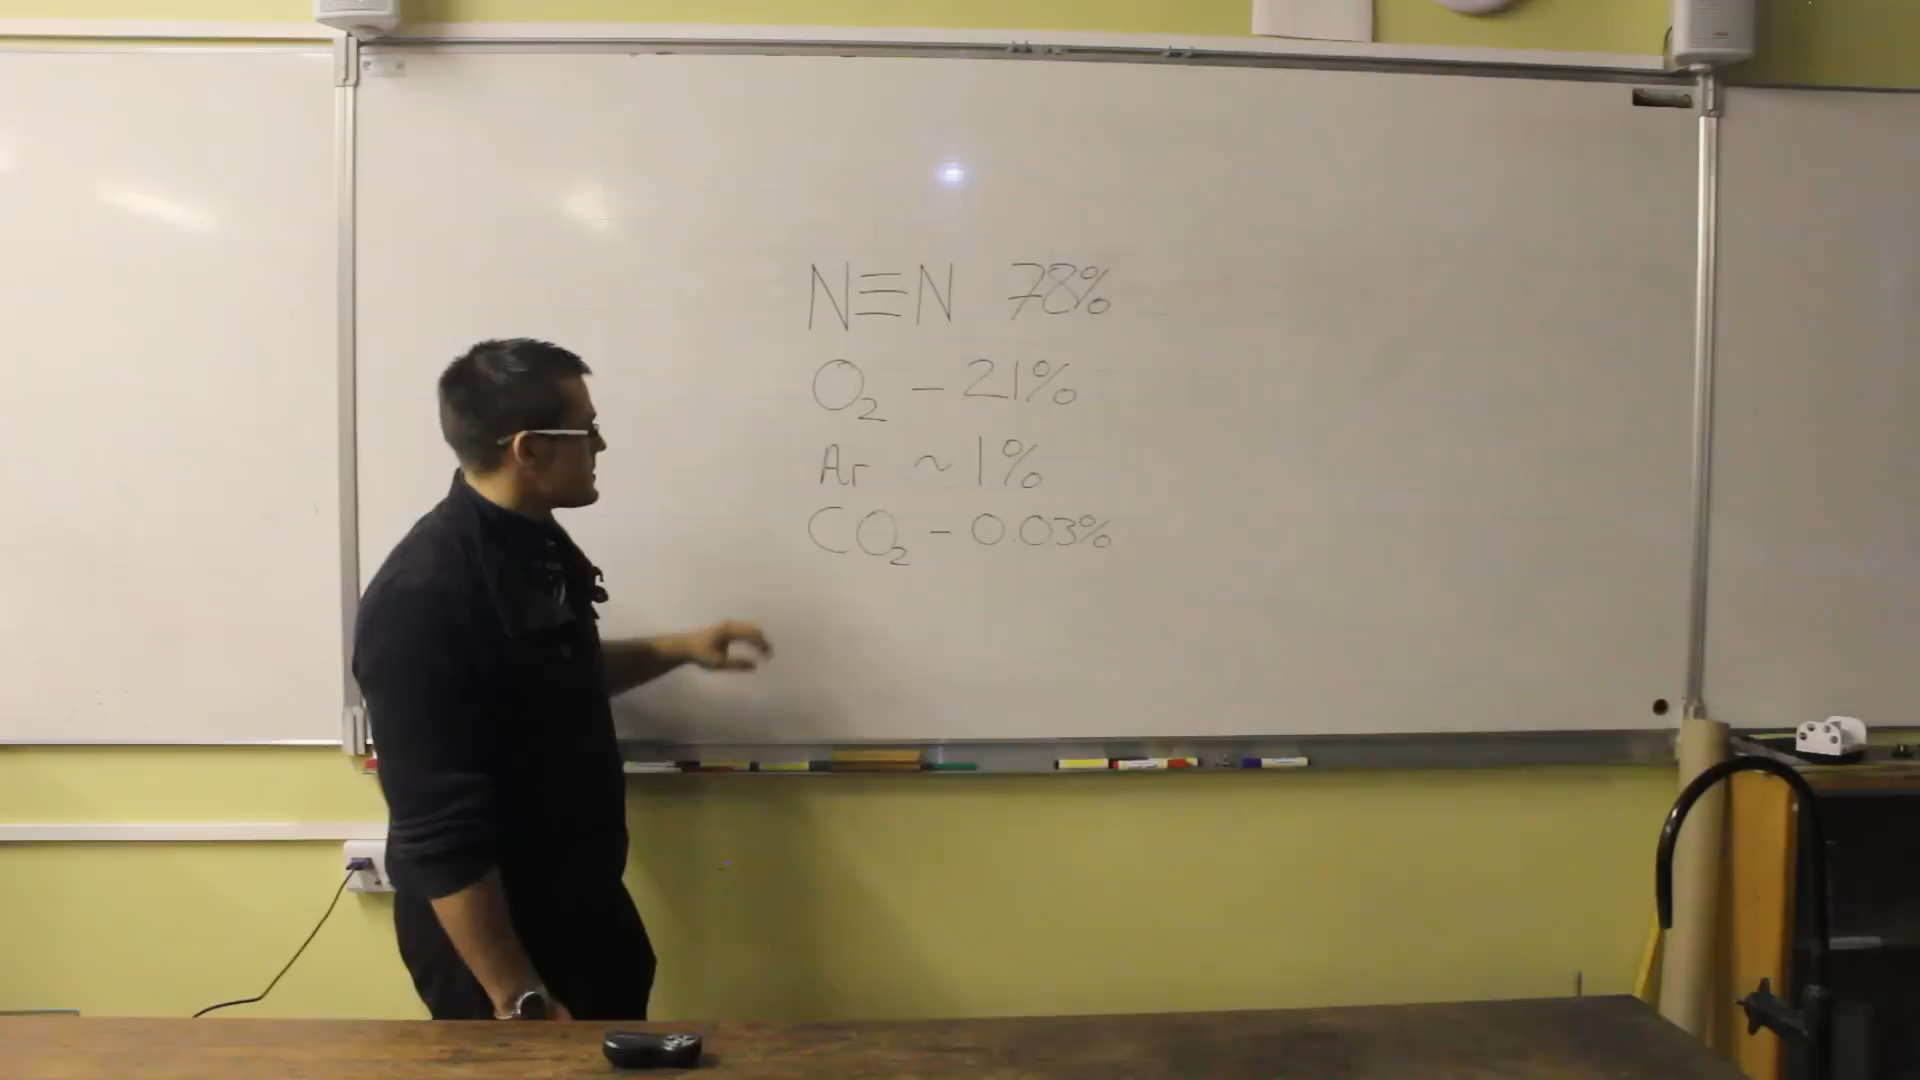 N≡N 78%
O₂ – 21%
Ar ~ 1%
CO₂ – 0.03%